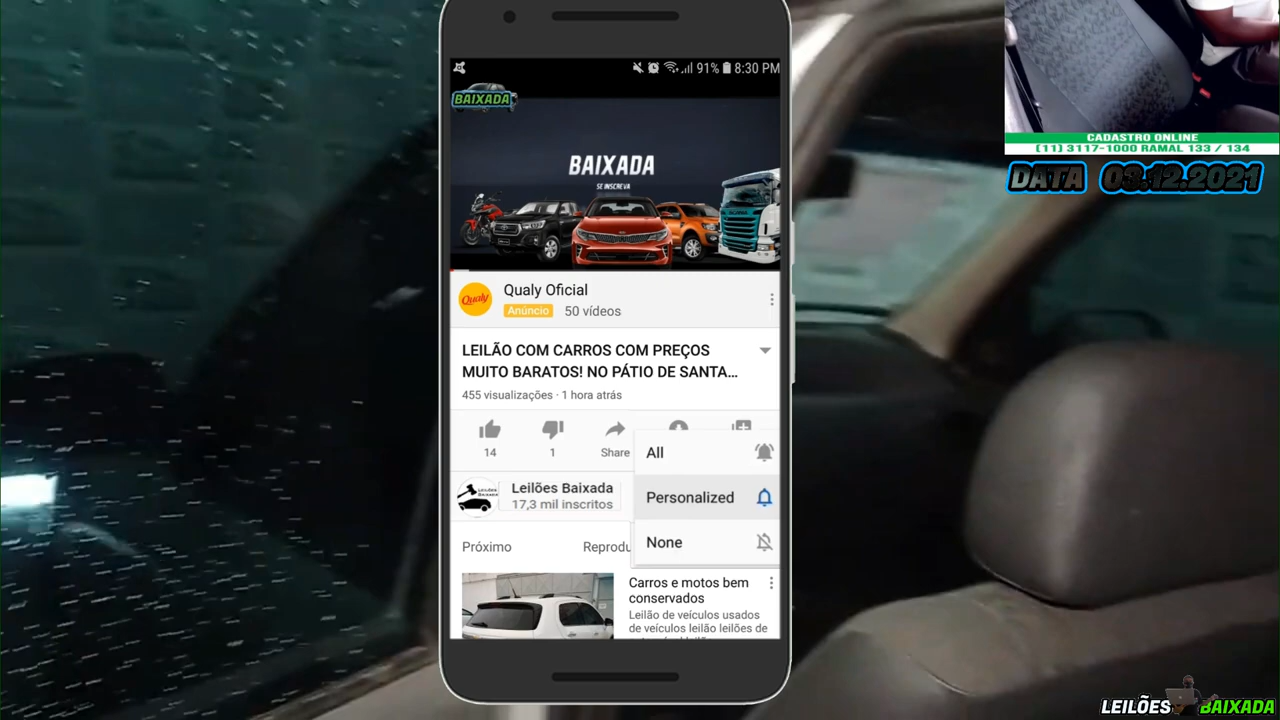 91% 8:30 PM
BAIXADA
BAIXADA
SE INSCREVA
SCANIA
Qualy
Qualy Oficial
Anúncio 50 vídeos
LEILÃO COM CARROS COM PREÇOS
MUITO BARATOS! NO PÁTIO DE SANTA...
455 visualizações · 1 hora atrás
14 1 Share
All
Personalized
None
LEILÕES
BAIXADA
Leilões Baixada
17,3 mil inscritos
Próximo Reprodu
Carros e motos bem
conservados
Leilão de veículos usados
de veículos leilão leilões de
CADASTRO ONLINE
(11) 3117-1000 RAMAL 133 / 134
DATA 03.12.2021
LEILÕES BAIXADA